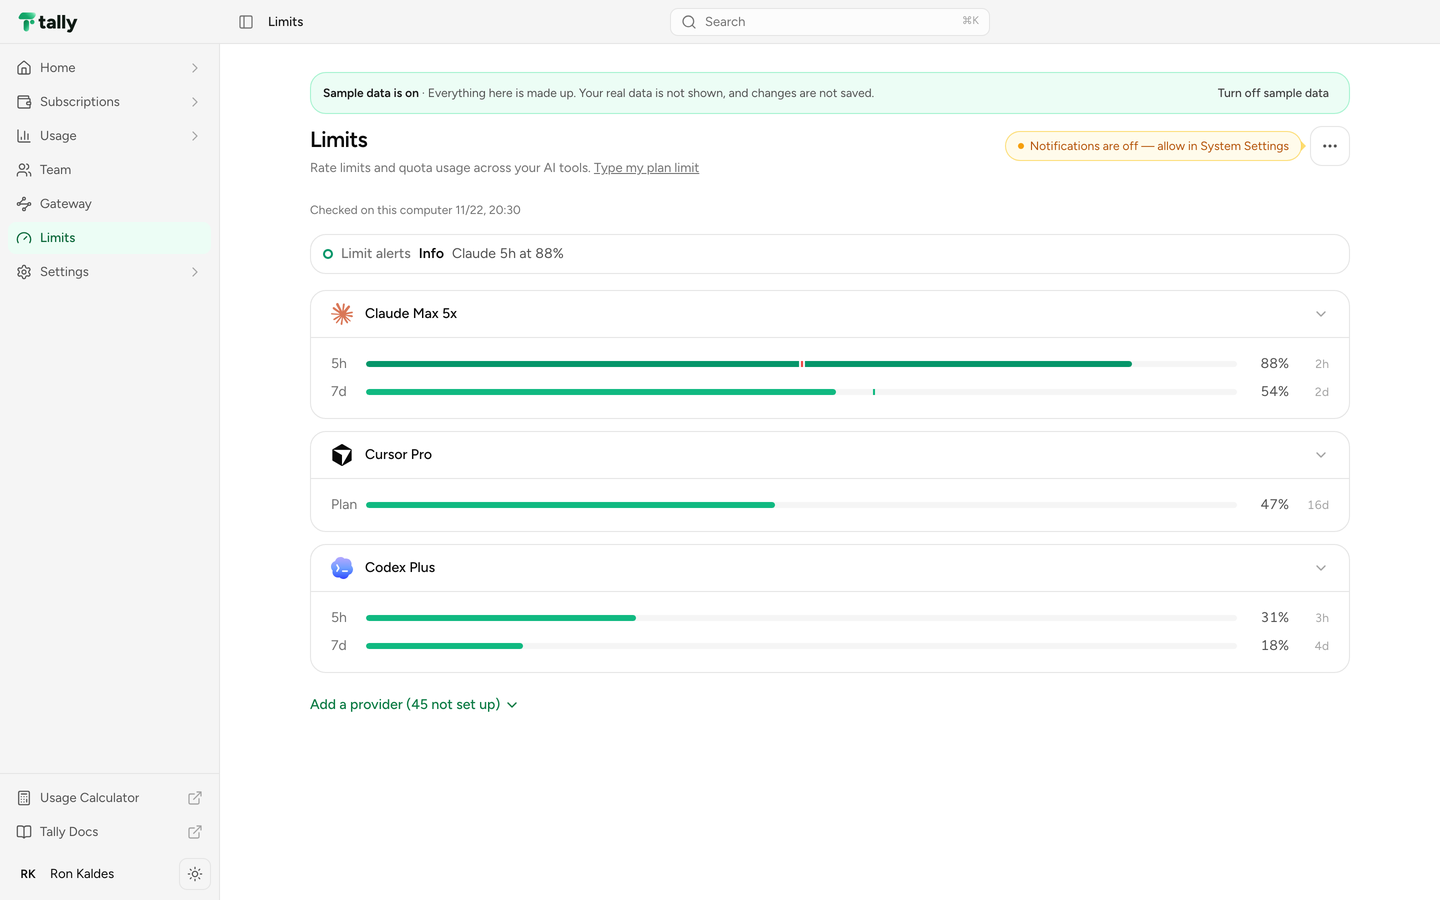 tally
Limits
Search
⌘K
Home
Subscriptions
Usage
Team
Gateway
Limits
Settings
Sample data is on · Everything here is made up. Your real data is not shown, and changes are not saved.
Turn off sample data
Limits
Notifications are off — allow in System Settings
Rate limits and quota usage across your AI tools. Type my plan limit
Checked on this computer 11/22, 20:30
Limit alerts Info Claude 5h at 88%
Claude Max 5x
5h 88% 2h
7d 54% 2d
Cursor Pro
Plan 47% 16d
Codex Plus
5h 31% 3h
7d 18% 4d
Add a provider (45 not set up)
Usage Calculator
Tally Docs
RK Ron Kaldes